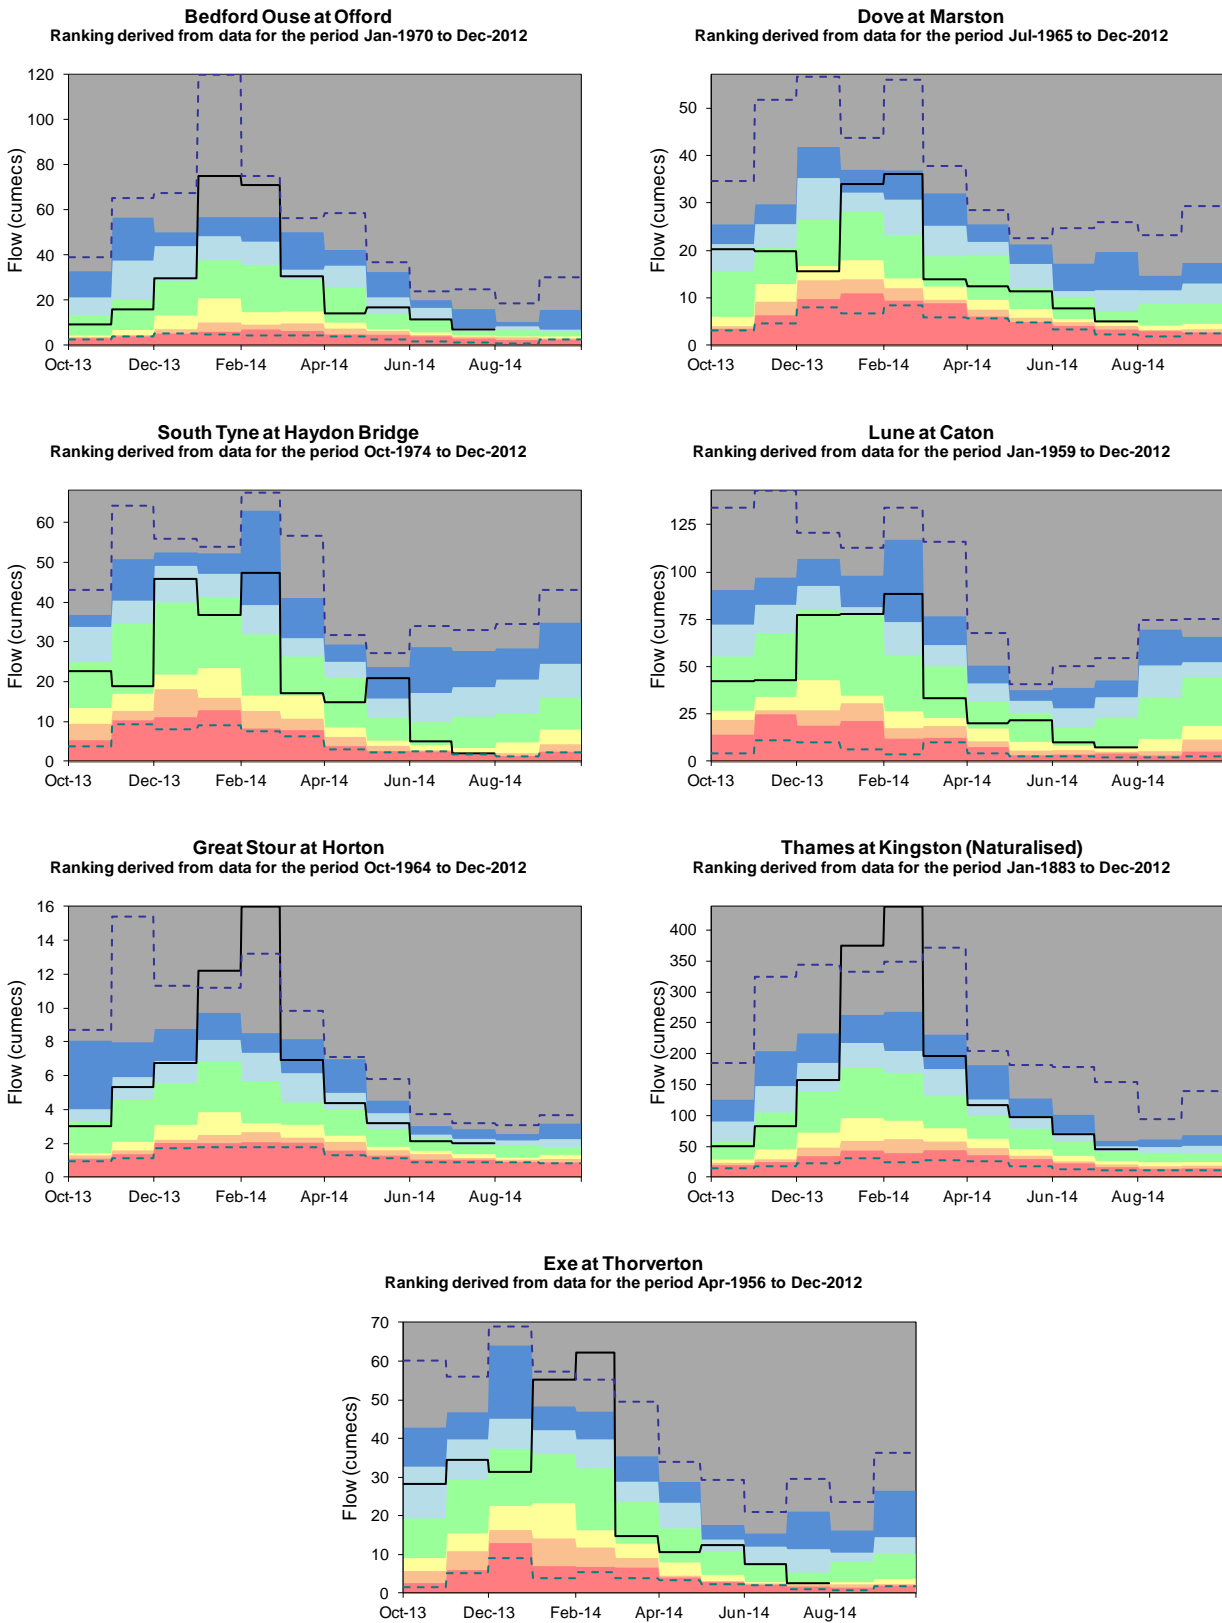 Bedford Ouse at Offord
Ranking derived from data for the period Jan-1970 to Dec-2012
Flow (cumecs)
120
100
80
60
40
20
0
Oct-13 Dec-13 Feb-14 Apr-14 Jun-14 Aug-14
Dove at Marston
Ranking derived from data for the period Jul-1965 to Dec-2012
Flow (cumecs)
50
40
30
20
10
0
Oct-13 Dec-13 Feb-14 Apr-14 Jun-14 Aug-14
South Tyne at Haydon Bridge
Ranking derived from data for the period Oct-1974 to Dec-2012
Flow (cumecs)
60
50
40
30
20
10
0
Oct-13 Dec-13 Feb-14 Apr-14 Jun-14 Aug-14
Lune at Caton
Ranking derived from data for the period Jan-1959 to Dec-2012
Flow (cumecs)
125
100
75
50
25
0
Oct-13 Dec-13 Feb-14 Apr-14 Jun-14 Aug-14
Great Stour at Horton
Ranking derived from data for the period Oct-1964 to Dec-2012
Flow (cumecs)
16
14
12
10
8
6
4
2
0
Oct-13 Dec-13 Feb-14 Apr-14 Jun-14 Aug-14
Thames at Kingston (Naturalised)
Ranking derived from data for the period Jan-1883 to Dec-2012
Flow (cumecs)
400
350
300
250
200
150
100
50
0
Oct-13 Dec-13 Feb-14 Apr-14 Jun-14 Aug-14
Exe at Thorverton
Ranking derived from data for the period Apr-1956 to Dec-2012
Flow (cumecs)
70
60
50
40
30
20
10
0
Oct-13 Dec-13 Feb-14 Apr-14 Jun-14 Aug-14